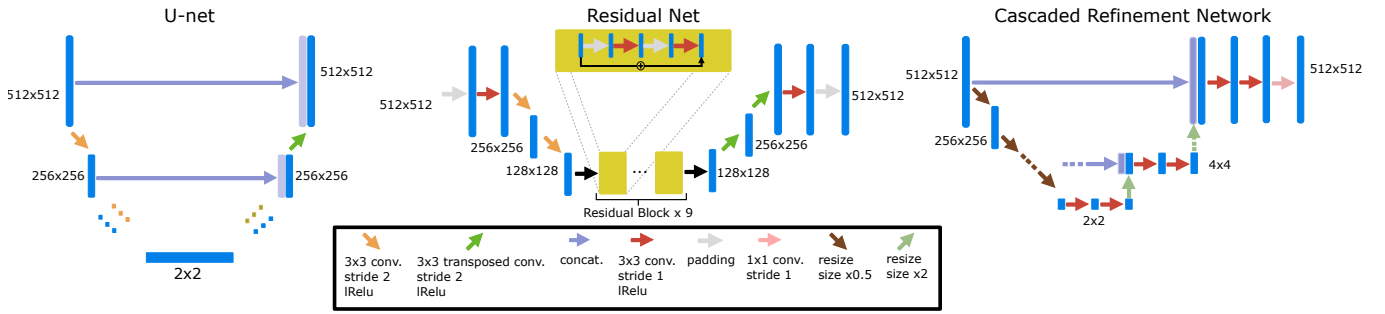 U-net
512x512
512x512
256x256
256x256
2x2
Residual Net
512x512
512x512
256x256
256x256
128x128
...
128x128
Residual Block x 9
Cascaded Refinement Network
512x512
512x512
256x256
4x4
2x2
3x3 conv.
stride 2
lRelu
3x3 transposed conv.
stride 2
lRelu
concat.
3x3 conv.
stride 1
lRelu
padding
1x1 conv.
stride 1
resize
size x0.5
resize
size x2